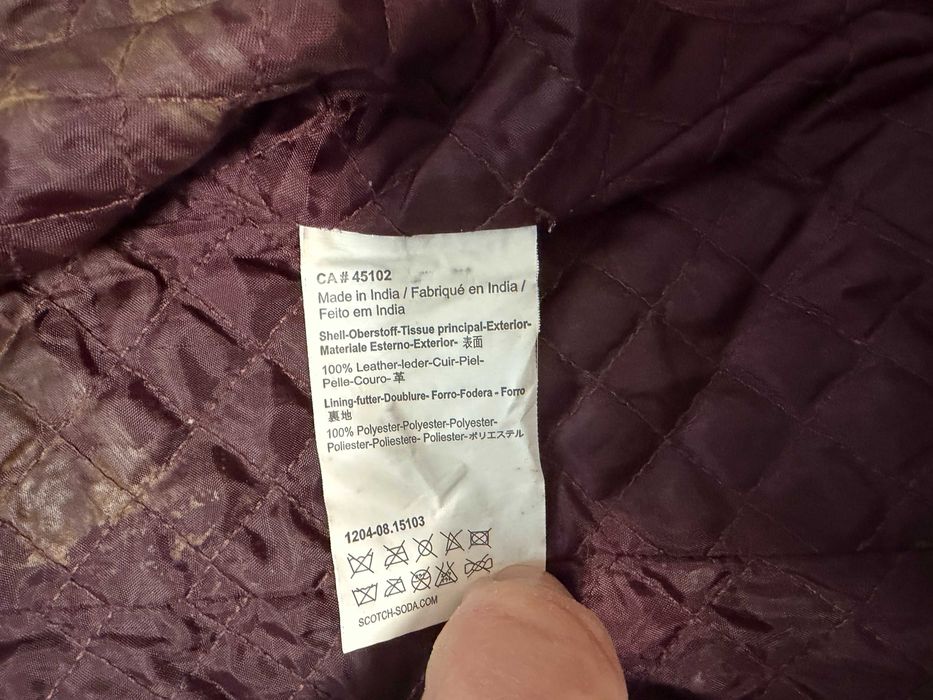 CA # 45102
Made in India / Fabriqué en India /
Feito em India
Shell-Oberstoff-Tissue principal-Exterior-
Materiale Esterno-Exterior- 表面
100% Leather-leder-Cuir-Piel-
Pelle-Couro- 革
Lining-futter-Doublure- Forro-Fodera - Forro
裏地
100% Polyester-Polyester-Polyester-
Poliester-Poliestere- Poliester-ポリエステル
1204-08.15103
SCOTCH-SODA.COM